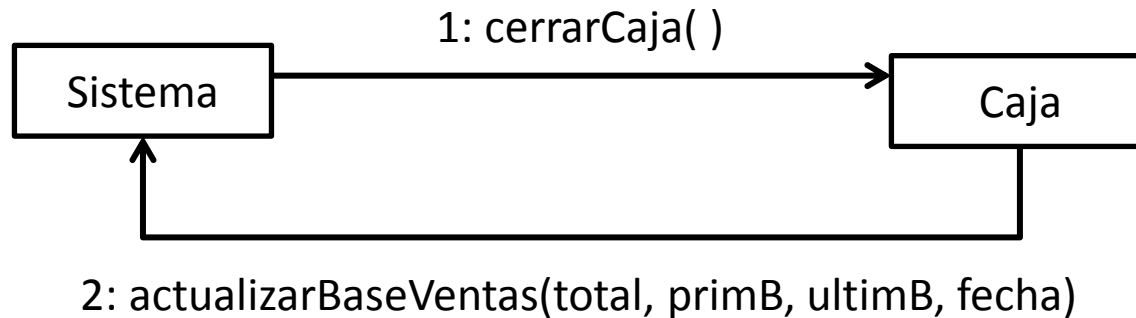 1: cerrarCaja( )
Sistema
Caja
2: actualizarBaseVentas(total, primB, ultimB, fecha)